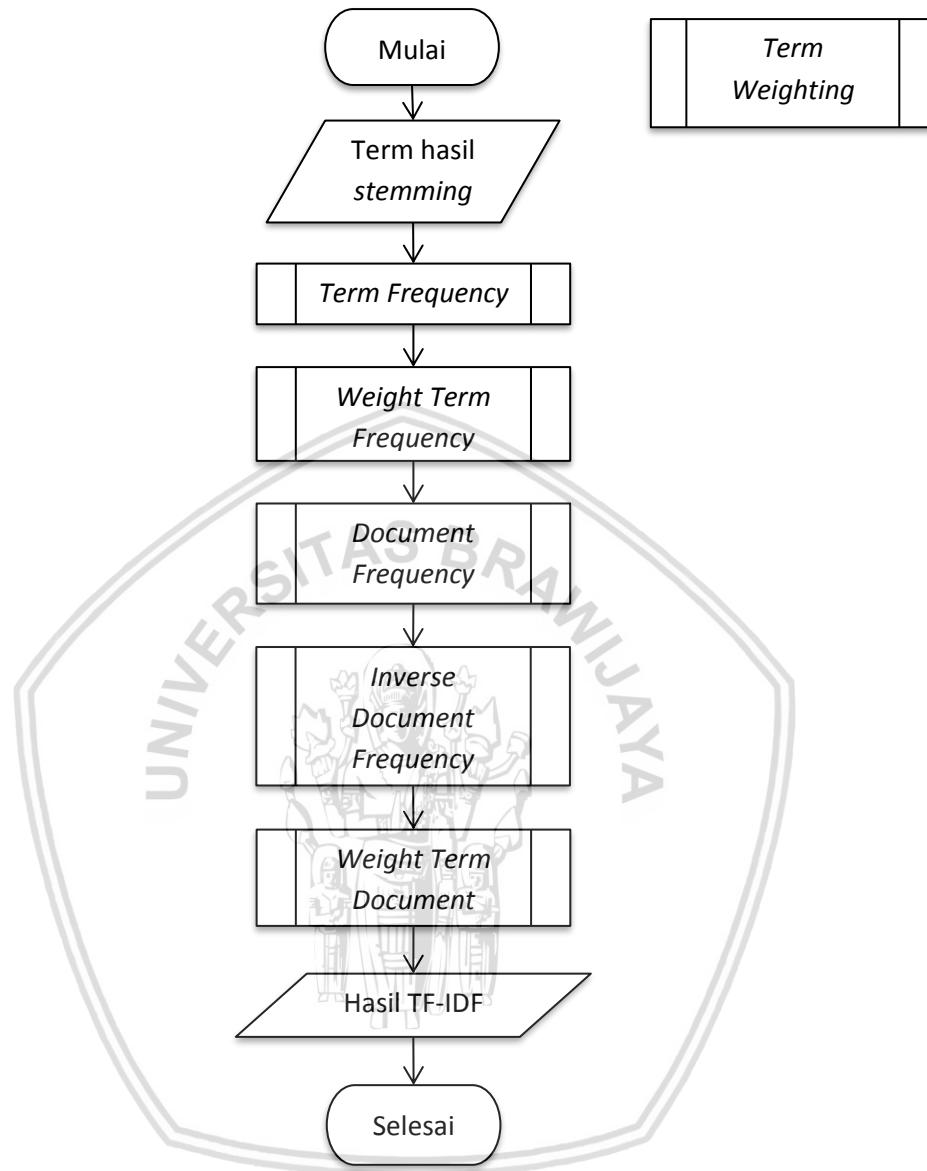 Mulai
Term
Weighting
Term hasil
stemming
Term Frequency
Weight Term
Frequency
Document
Frequency
Inverse
Document
Frequency
Weight Term
Document
Hasil TF-IDF
Selesai
UNIVERSITAS BRAWIJAYA